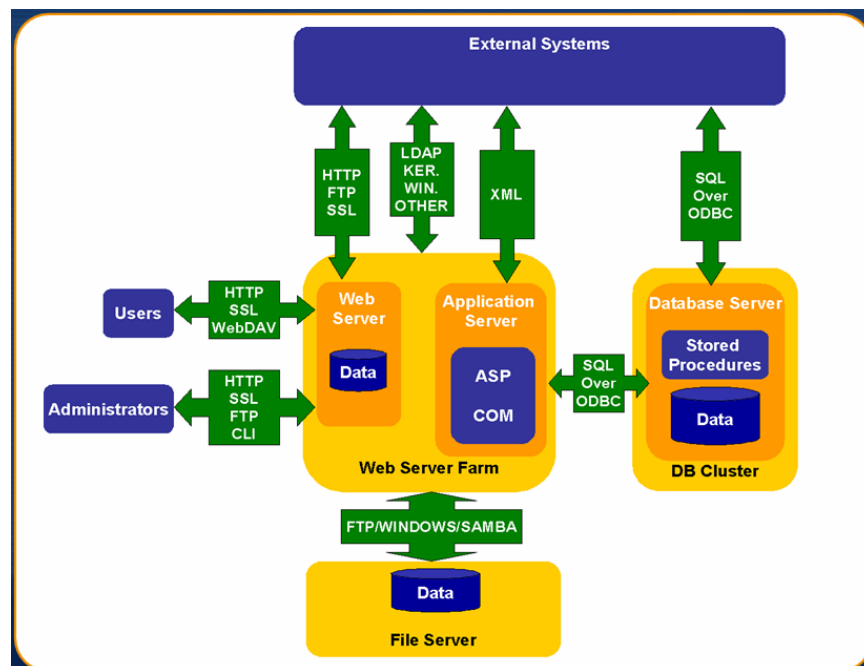 External Systems
HTTP
FTP
SSL
LDAP
KER.
WIN.
OTHER
XML
SQL
Over
ODBC
Users
HTTP
SSL
WebDAV
Administrators
HTTP
SSL
FTP
CLI
Web
Server
Data
Application
Server
ASP
COM
Web Server Farm
SQL
Over
ODBC
Database Server
Stored
Procedures
Data
DB Cluster
FTP/WINDOWS/SAMBA
Data
File Server